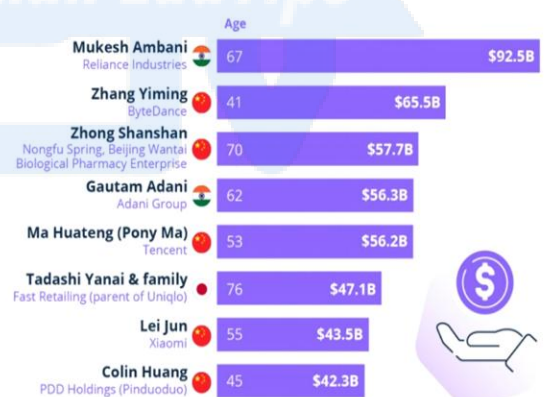 Age
Mukesh Ambani
Reliance Industries
67
$92.5B
Zhang Yiming
ByteDance
41
$65.5B
Zhong Shanshan
Nongfu Spring, Beijing Wantai
Biological Pharmacy Enterprise
70
$57.7B
Gautam Adani
Adani Group
62
$56.3B
Ma Huateng (Pony Ma)
Tencent
53
$56.2B
Tadashi Yanai & family
Fast Retailing (parent of Uniqlo)
76
$47.1B
Lei Jun
Xiaomi
55
$43.5B
Colin Huang
PDD Holdings (Pinduoduo)
45
$42.3B
$